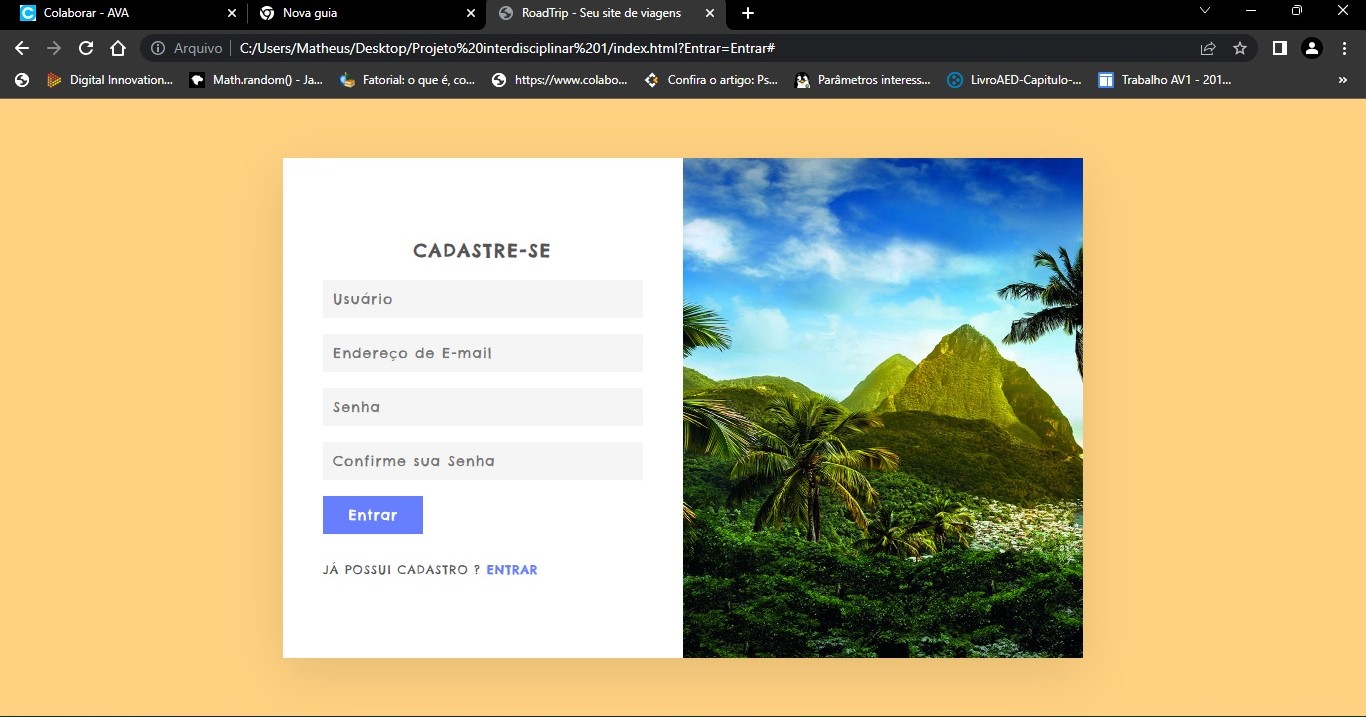 Colaborar - AVA
Nova guia
RoadTrip - Seu site de viagens
Arquivo
C:/Users/Matheus/Desktop/Projeto%20interdisciplinar%201/index.html?Entrar=Entrar#
Digital Innovation...
Math.random() - Ja...
Fatorial: o que é, co...
https://www.colabo...
Confira o artigo: Ps...
Parâmetros interess...
LivroAED-Capitulo-...
Trabalho AV1 - 201...
CADASTRE-SE
Usuário
Endereço de E-mail
Senha
Confirme sua Senha
Entrar
JÁ POSSUI CADASTRO ? ENTRAR